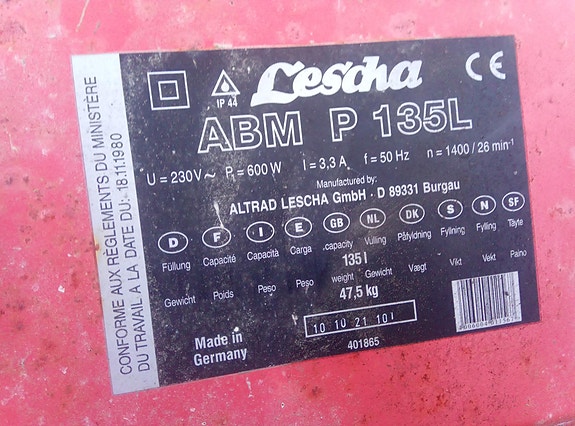 CONFORME AUX RÈGLEMENTS DU MINISTÈRE
DU TRAVAIL A LA DATE DU: 18.11.1980
IP 44
Lescha
CE
ABM P 135L
U = 230V ~ P₁ = 600 W I = 3,3 A f = 50 Hz n = 1400 / 26 min⁻¹
Manufactured by:
ALTRAD LESCHA GmbH · D 89331 Burgau
D F I E GB NL DK S N SF
Füllung Capacité Capacità Carga capacity Vulling Påfyldning Fyllning Fylling Täyte
135 l
Gewicht Poids Peso Peso weight Gewicht Vægt Vikt Vekt Paino
47,5 kg
10 10 21 101
401865
Made in
Germany